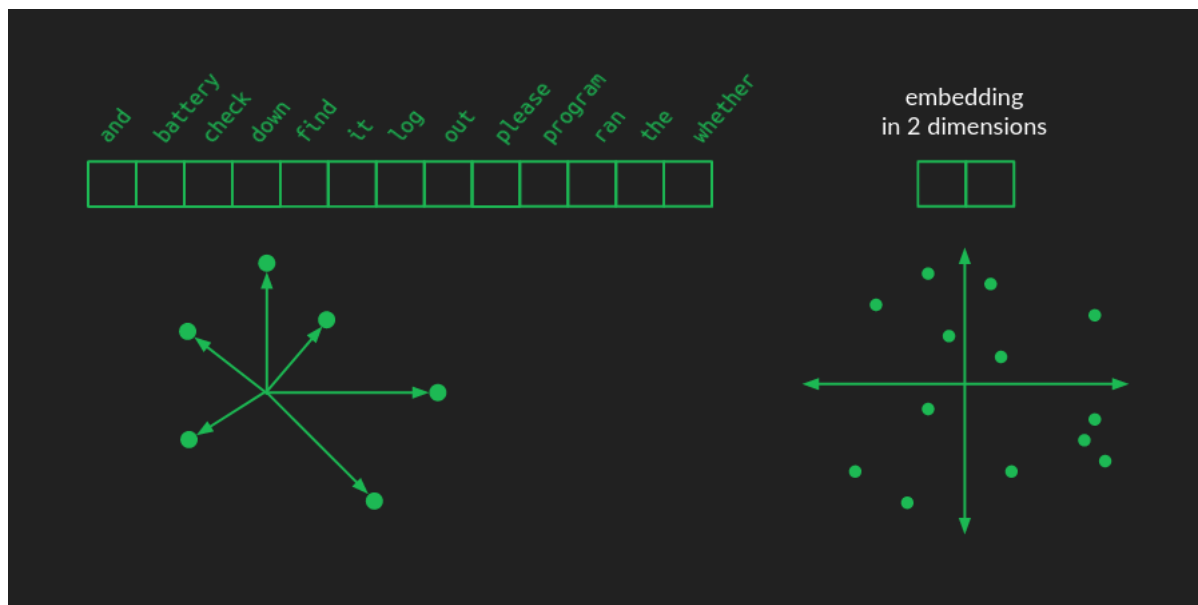 and battery check down find it log out please program ran the whether
embedding
in 2 dimensions